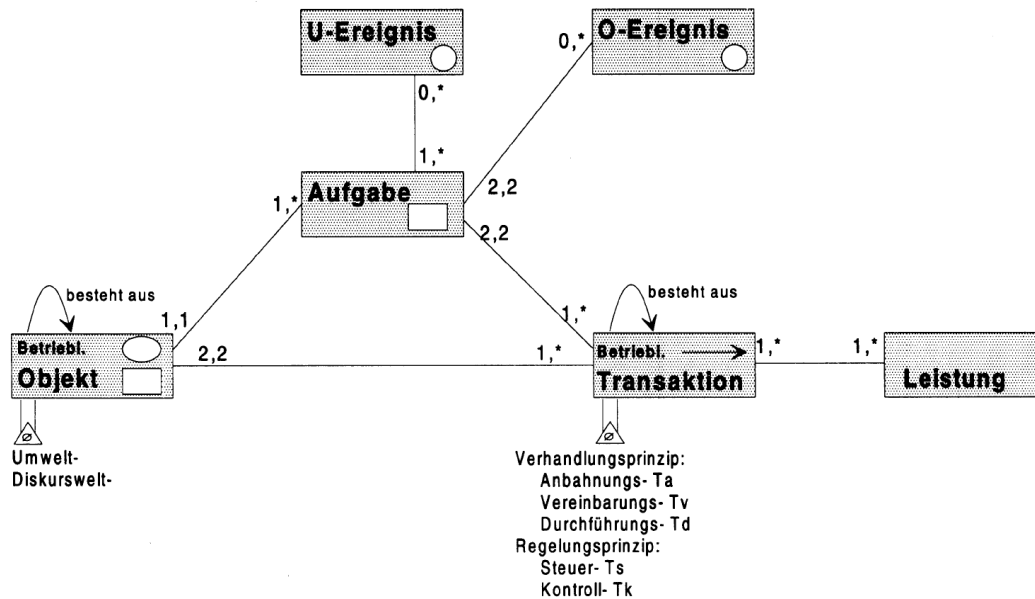 U-Ereignis
O-Ereignis
0,*
0,*
1,*
Aufgabe
1,*
2,2
2,2
besteht aus
besteht aus
1,1
1,*
Betriebl.
Objekt
2,2
1,*
Betriebl.
Transaktion
1,*
1,*
Leistung
Ø
Umwelt-
Diskurswelt-
Ø
Verhandlungsprinzip:
Anbahnungs- Ta
Vereinbarungs- Tv
Durchführungs- Td
Regelungsprinzip:
Steuer- Ts
Kontroll- Tk